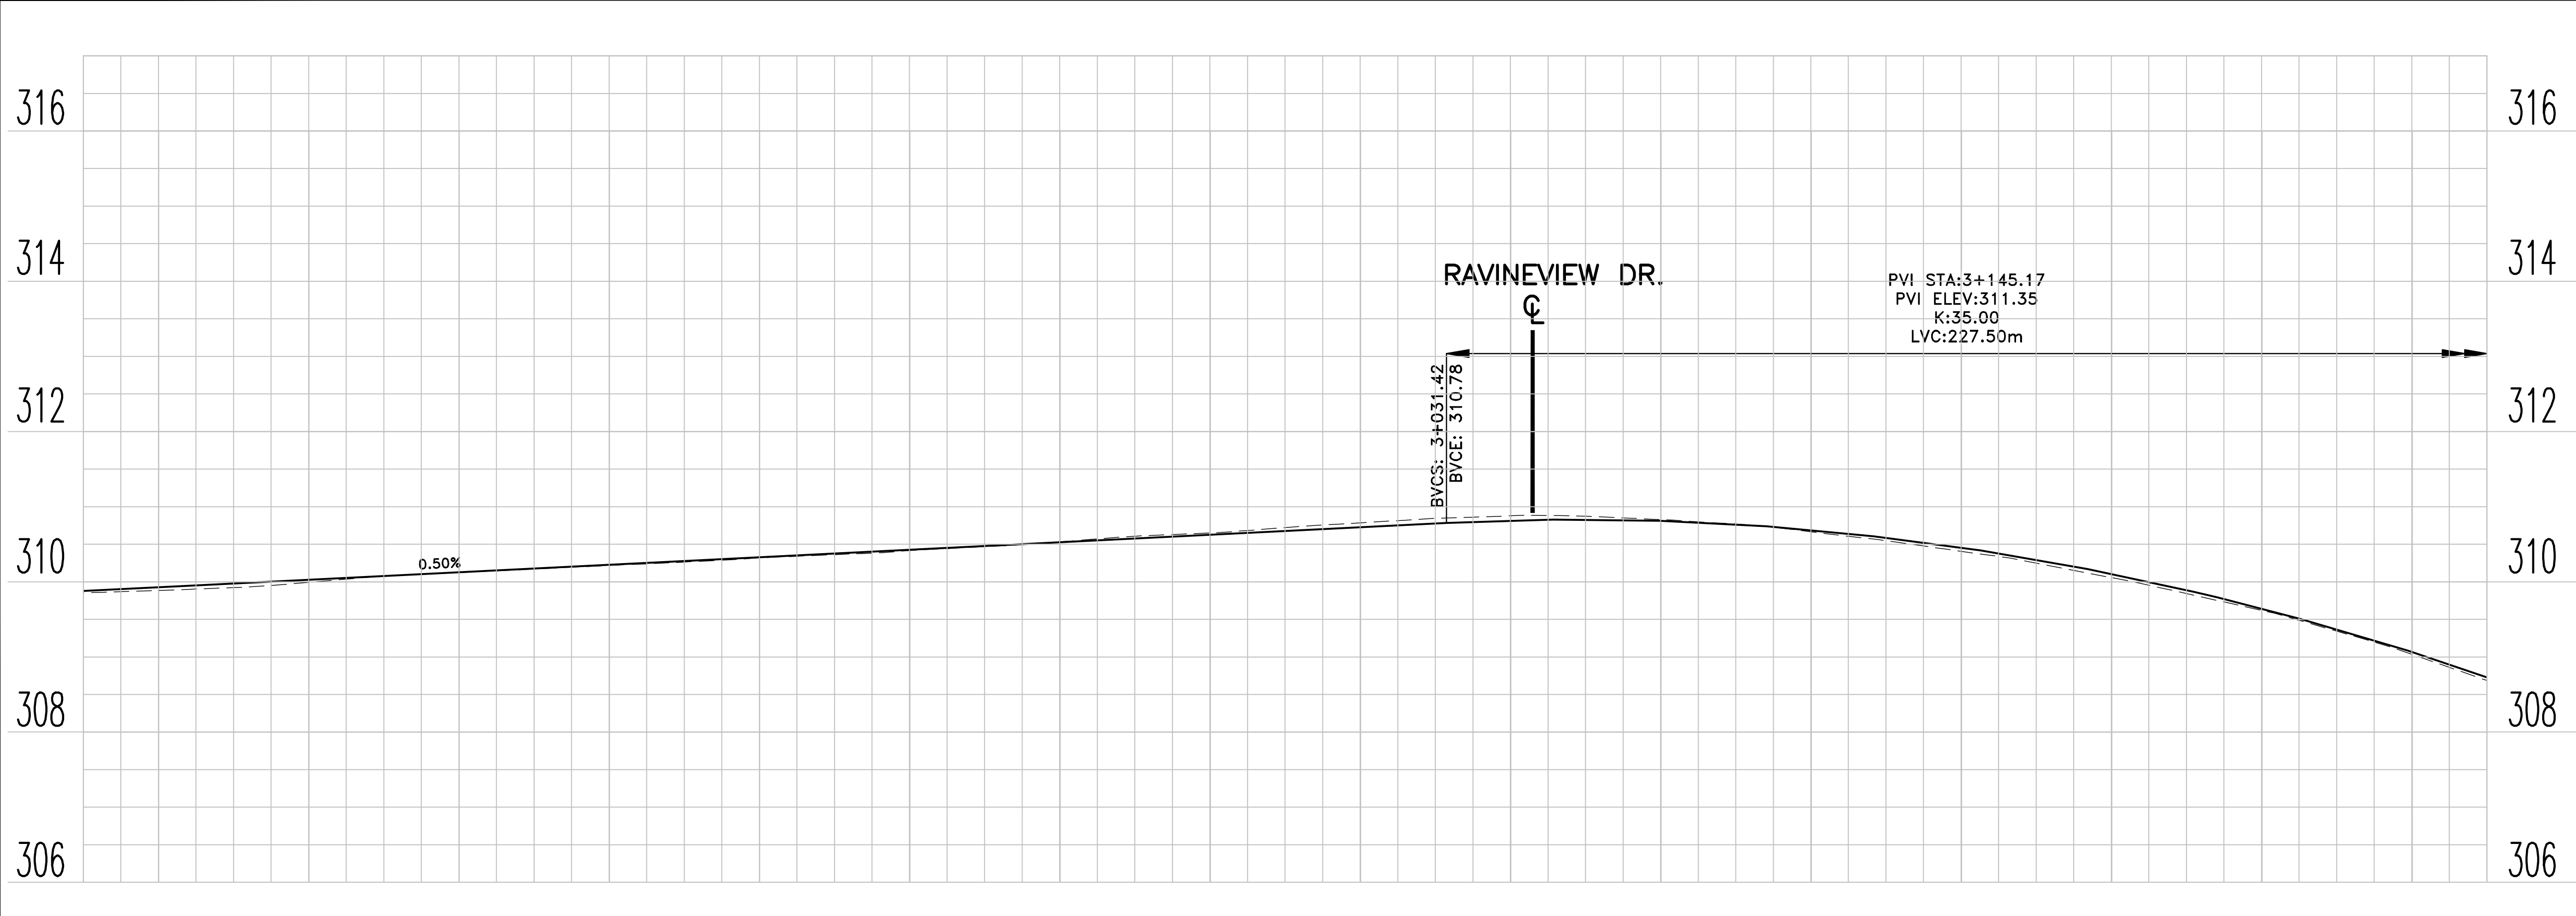 316
316
314
314
RAVINEVIEW DR.
℄
PVI STA:3+145.17
PVI ELEV:311.35
K:35.00
LVC:227.50m
BVCS: 3+031.42
BVCE: 310.78
312
312
310
310
0.50%
308
308
306
306